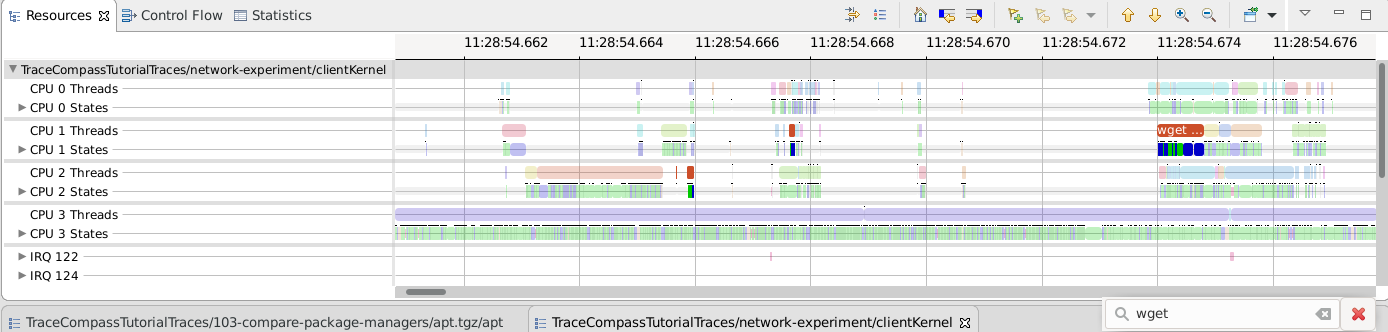 Resources Control Flow Statistics
11:28:54.662 11:28:54.664 11:28:54.666 11:28:54.668 11:28:54.670 11:28:54.672 11:28:54.674 11:28:54.676
TraceCompassTutorialTraces/network-experiment/clientKernel
CPU 0 Threads
CPU 0 States
CPU 1 Threads wget ...
CPU 1 States
CPU 2 Threads
CPU 2 States
CPU 3 Threads
CPU 3 States
IRQ 122
IRQ 124
TraceCompassTutorialTraces/103-compare-package-managers/apt.tgz/apt TraceCompassTutorialTraces/network-experiment/clientKernel wget